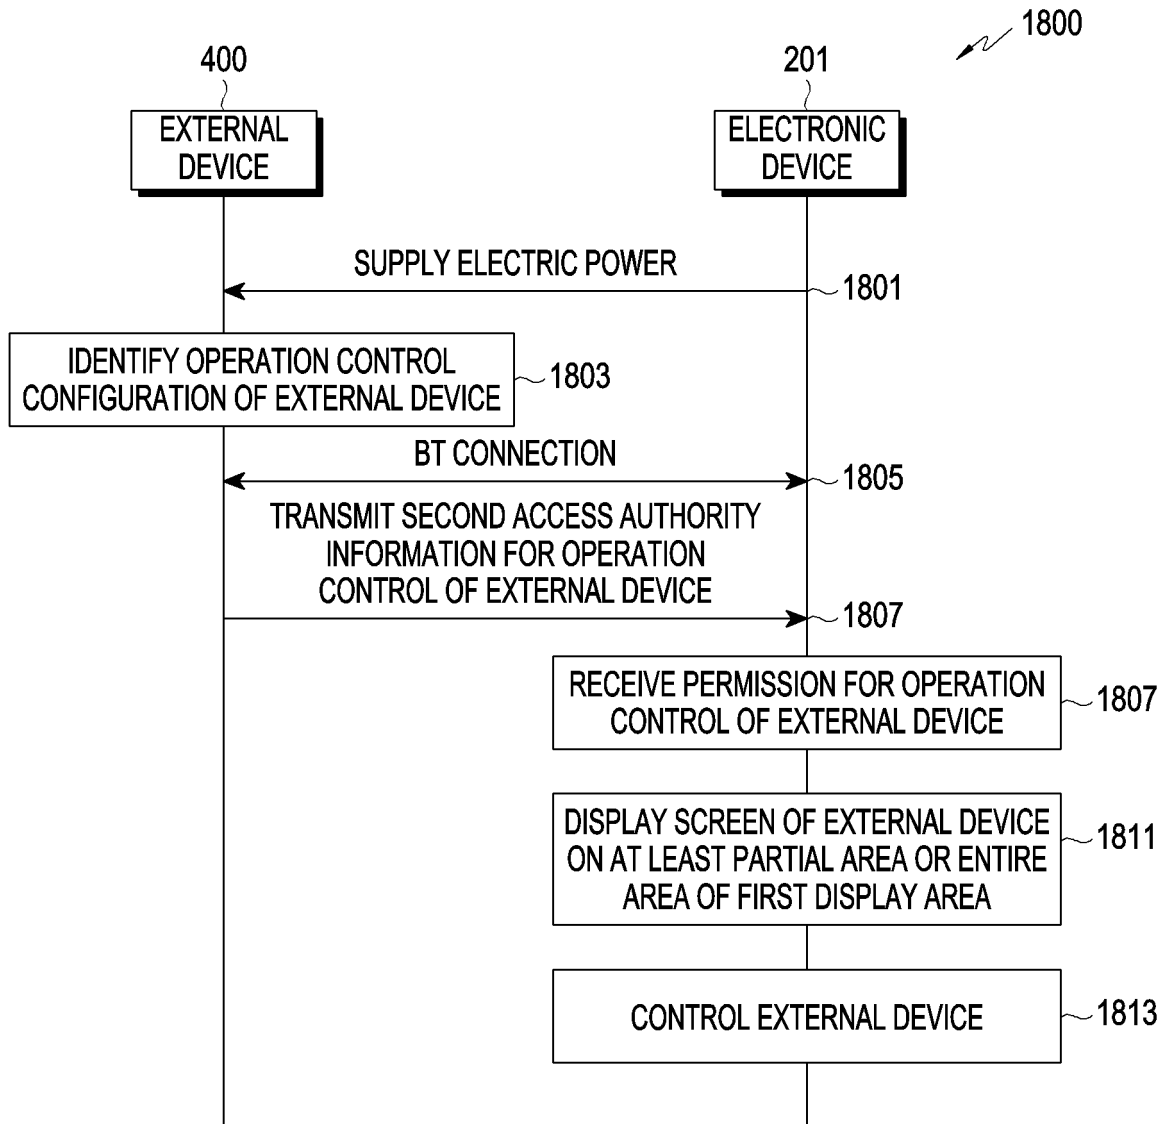 1800
400
201
EXTERNAL
DEVICE
ELECTRONIC
DEVICE
SUPPLY ELECTRIC POWER
1801
IDENTIFY OPERATION CONTROL
CONFIGURATION OF EXTERNAL DEVICE
1803
BT CONNECTION
1805
TRANSMIT SECOND ACCESS AUTHORITY
INFORMATION FOR OPERATION
CONTROL OF EXTERNAL DEVICE
1807
RECEIVE PERMISSION FOR OPERATION
CONTROL OF EXTERNAL DEVICE
1807
DISPLAY SCREEN OF EXTERNAL DEVICE
ON AT LEAST PARTIAL AREA OR ENTIRE
AREA OF FIRST DISPLAY AREA
1811
CONTROL EXTERNAL DEVICE
1813